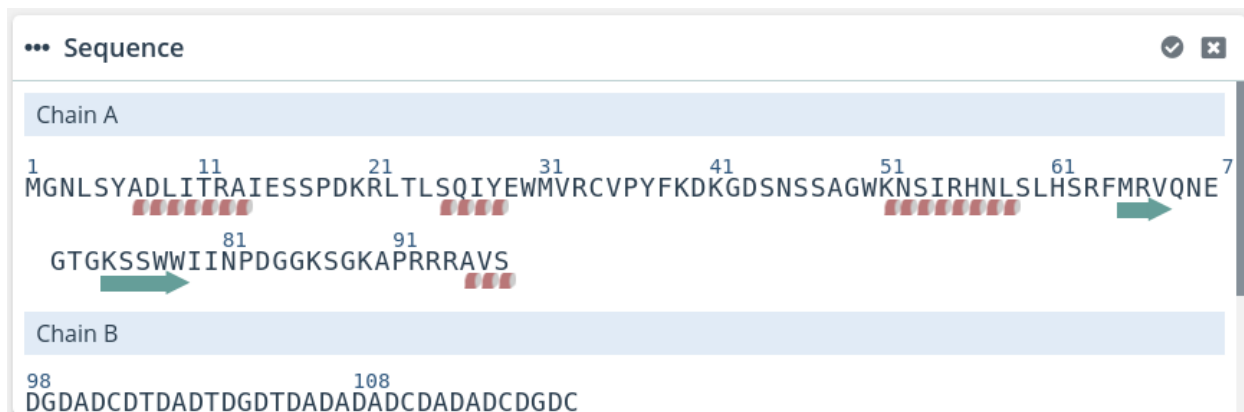 ••• Sequence
Chain A
1 11 21 31 41 51 61 7
MGNLSYADLITRAIESSPDKRLTLSQIYEWMVRCVPYFKDKGDSNSSAGWKNSIRHNLSLHSRFMRVQNE
81 91
GTGKSSWWIINPDGGKSGKAPRRRAVS
Chain B
98 108
DGDADCDTDADTDGDTDADADADCDADADCDGDC